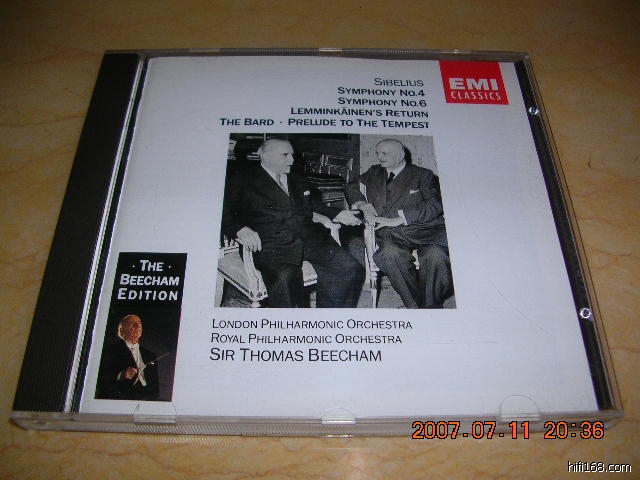 SIBELIUS
SYMPHONY NO.4
SYMPHONY NO.6
LEMMINKÄINEN'S RETURN
THE BARD · PRELUDE TO THE TEMPEST
EMI
CLASSICS
· THE ·
BEECHAM
EDITION
LONDON PHILHARMONIC ORCHESTRA
ROYAL PHILHARMONIC ORCHESTRA
SIR THOMAS BEECHAM
2007.07.11 20:36
hifi168.com